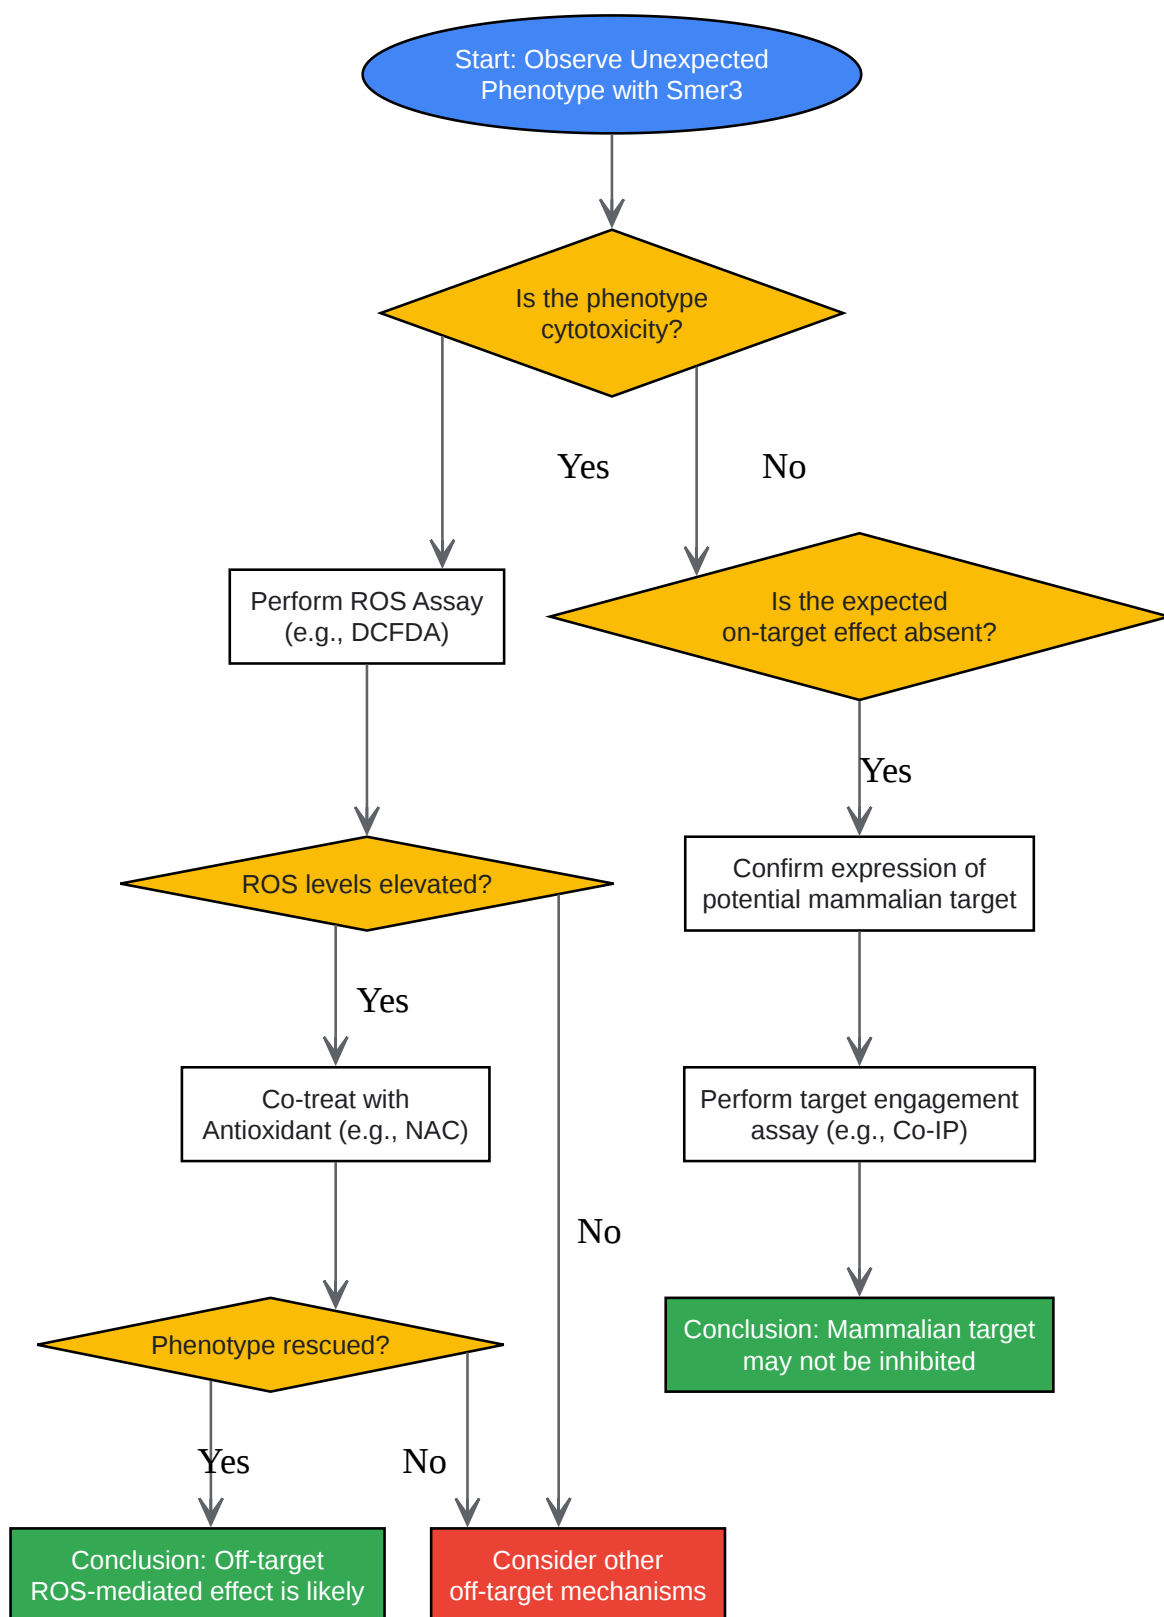 Start: Observe Unexpected
Phenotype with Smer3
Is the phenotype
cytotoxicity?
Yes
No
Perform ROS Assay
(e.g., DCFDA)
Is the expected
on-target effect absent?
Yes
ROS levels elevated?
Confirm expression of
potential mammalian target
Yes
Co-treat with
Antioxidant (e.g., NAC)
Perform target engagement
assay (e.g., Co-IP)
No
Phenotype rescued?
Conclusion: Mammalian target
may not be inhibited
Yes
No
Conclusion: Off-target
ROS-mediated effect is likely
Consider other
off-target mechanisms